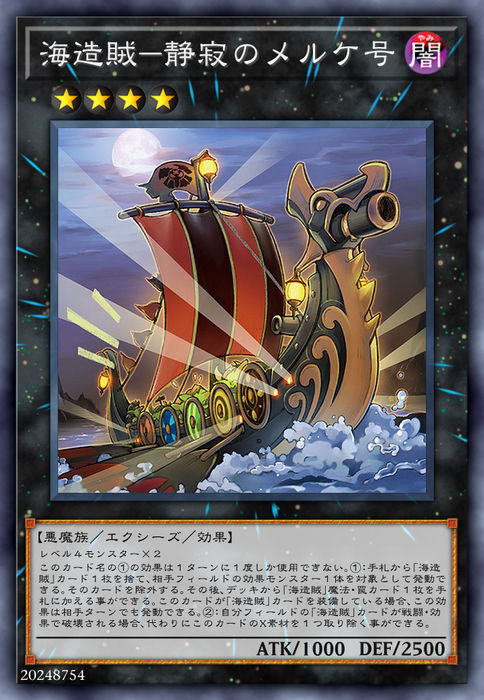 海造賊−静寂のメルケ号
やみ
闇
【悪魔族／エクシーズ／効果】
レベル４モンスター×２
このカード名の①の効果は１ターンに１度しか使用できない。①：手札から「海造
賊」カード１枚を捨て、相手フィールドの効果モンスター１体を対象として発動で
きる。そのカードを除外する。その後、デッキから「海造賊」魔法・罠カード１枚を手
札に加える事ができる。このカードが「海造賊」カードを装備している場合、この効
果は相手ターンでも発動できる。②：自分フィールドの「海造賊」カードが戦闘・効
果で破壊される場合、代わりにこのカードのX素材を１つ取り除く事ができる。
ATK/1000 DEF/2500
20248754